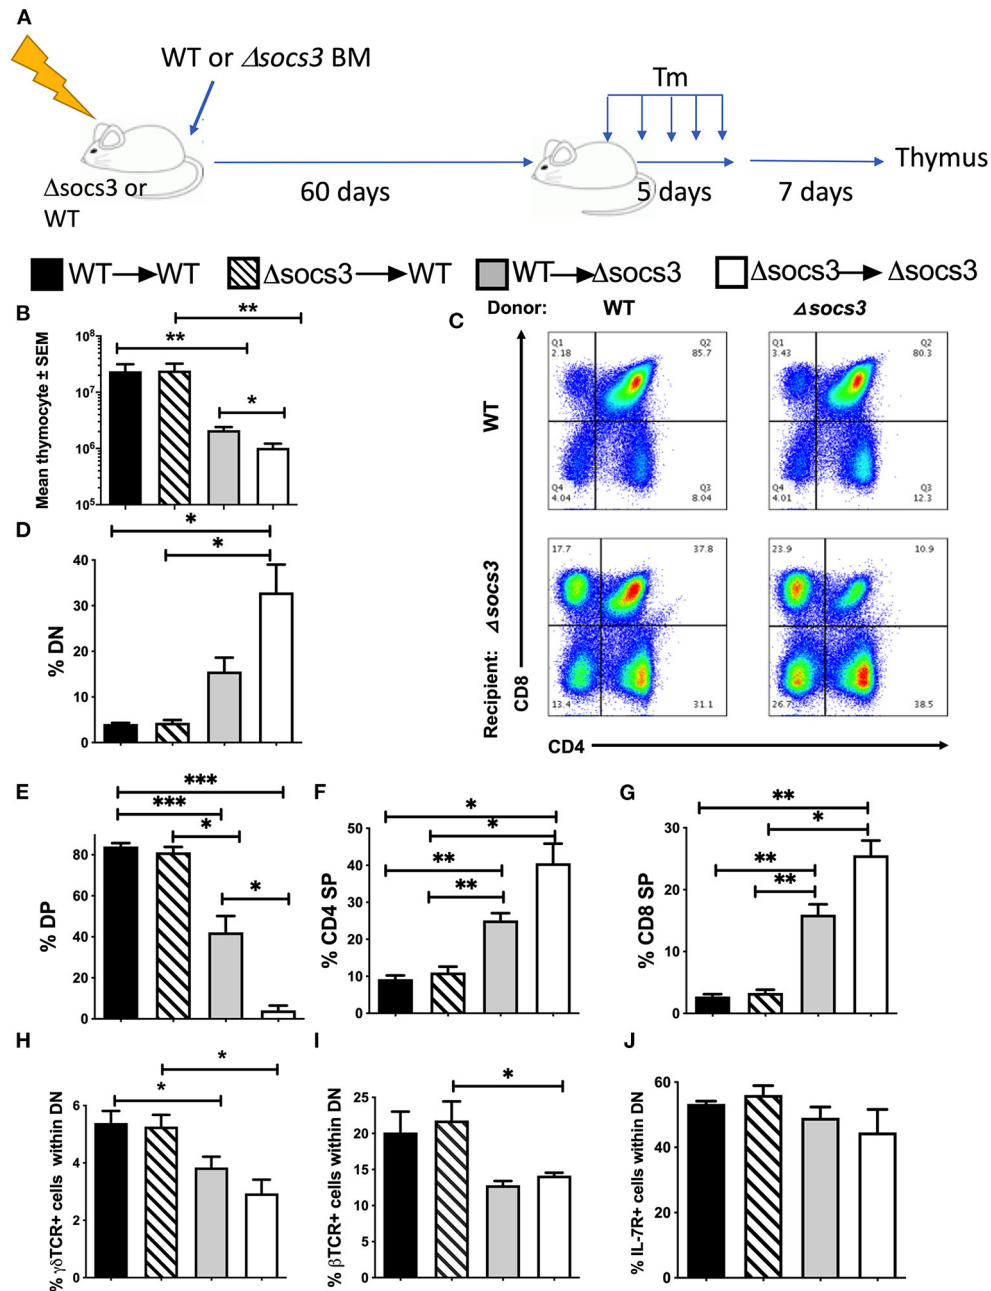 A
WT or Δsocs3 BM
Tm
Δsocs3 or
WT
60 days
5 days
7 days
Thymus
WT WT
Δsocs3 WT
WT Δsocs3
Δsocs3 Δsocs3
B
**
**
*
Mean thymocyte ± SEM
10⁸
10⁷
10⁶
10⁵
C
Donor:
WT
Δsocs3
Q1
2.18
Q2
85.7
Q4
4.04
Q3
8.04
Q1
3.43
Q2
80.3
Q4
4.01
Q3
12.3
WT
17.7
37.8
13.4
31.1
23.9
10.9
26.7
38.5
Recipient: Δsocs3
CD8
CD4
D
*
*
% DN
40
30
20
10
0
E
***
***
*
*
% DP
80
60
40
20
0
F
*
*
**
**
% CD4 SP
50
40
30
20
10
0
G
**
*
**
**
% CD8 SP
30
20
10
0
H
*
*
% γδTCR+ cells within DN
6
4
2
0
I
*
% βTCR+ cells within DN
25
20
15
10
5
0
J
% IL-7R+ cells within DN
60
40
20
0